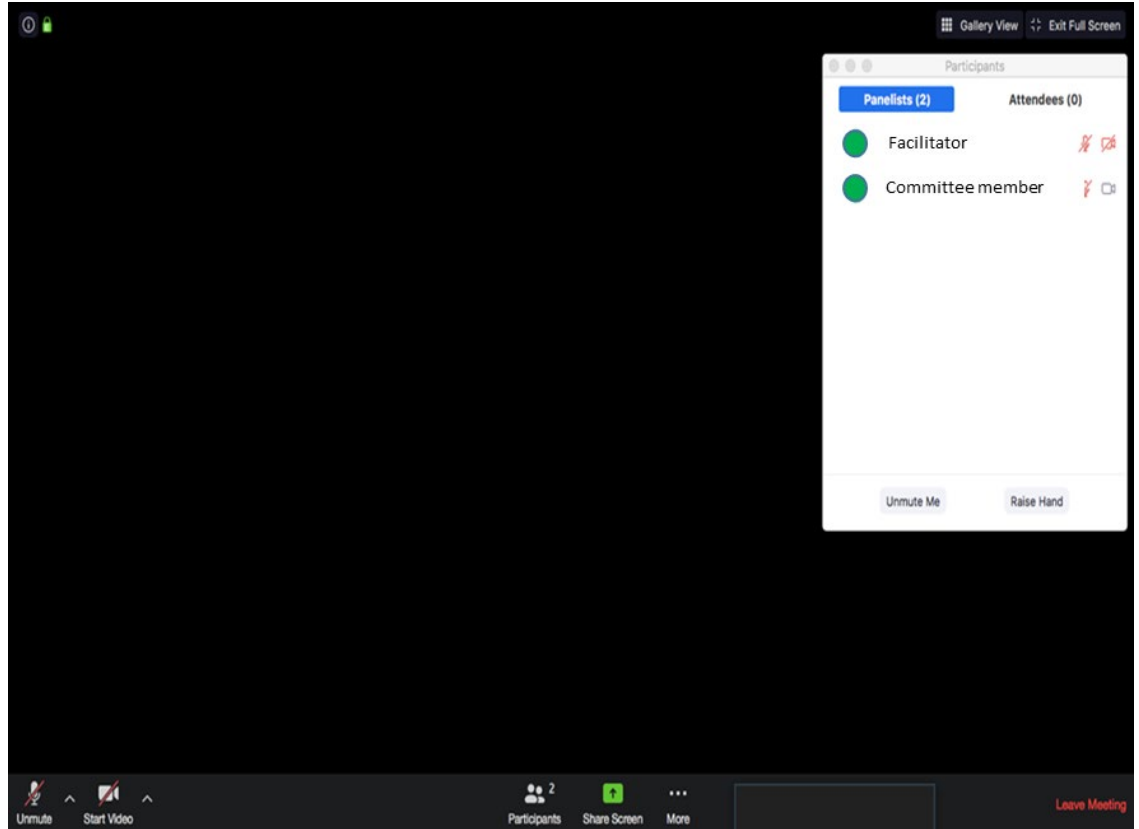 Gallery View Exit Full Screen
Participants
Panelists (2) Attendees (0)
Facilitator
Committee member
Unmute Me Raise Hand
2
Unmute Start Video Participants Share Screen More Leave Meeting